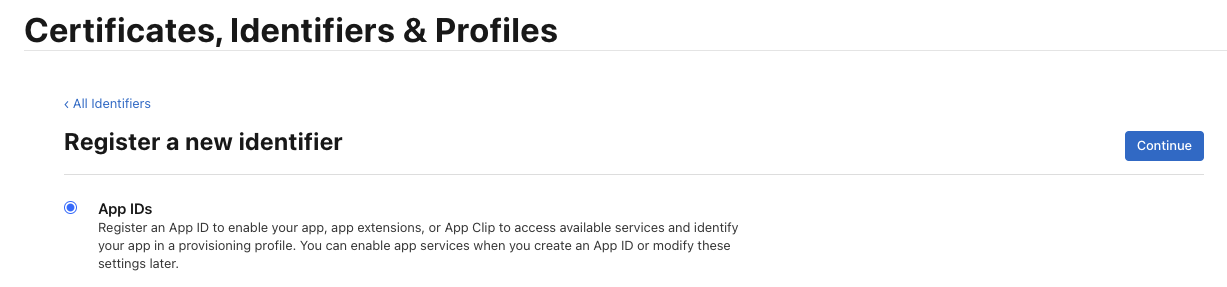 Certificates, Identifiers & Profiles
‹ All Identifiers
Register a new identifier
Continue
App IDs
Register an App ID to enable your app, app extensions, or App Clip to access available services and identify
your app in a provisioning profile. You can enable app services when you create an App ID or modify these
settings later.